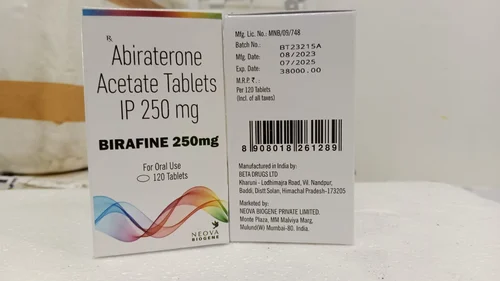 Rx
Abiraterone
Acetate Tablets
IP 250 mg
BIRAFINE 250mg
For Oral Use
120 Tablets
NEOVA
BIOGENE
Mfg. Lic. No.: MNB/09/748
Batch No.: BT23215A
Mfg. Date: 08/2023
Exp. Date: 07/2025
M.R.P. ₹. : 38000.00
Per 120 Tablets
(Incl. of all taxes)
8 908018 261289
Manufactured in India by:
BETA DRUGS LTD
Kharuni - Lodhimajra Road, Vill. Nandpur,
Baddi, Distt Solan, Himachal Pradesh-173205
Marketed by:
NEOVA BIOGENE PRIVATE LIMITED.
Monte Plaza, MM Malviya Marg,
Mulund(W) Mumbai-80. India.